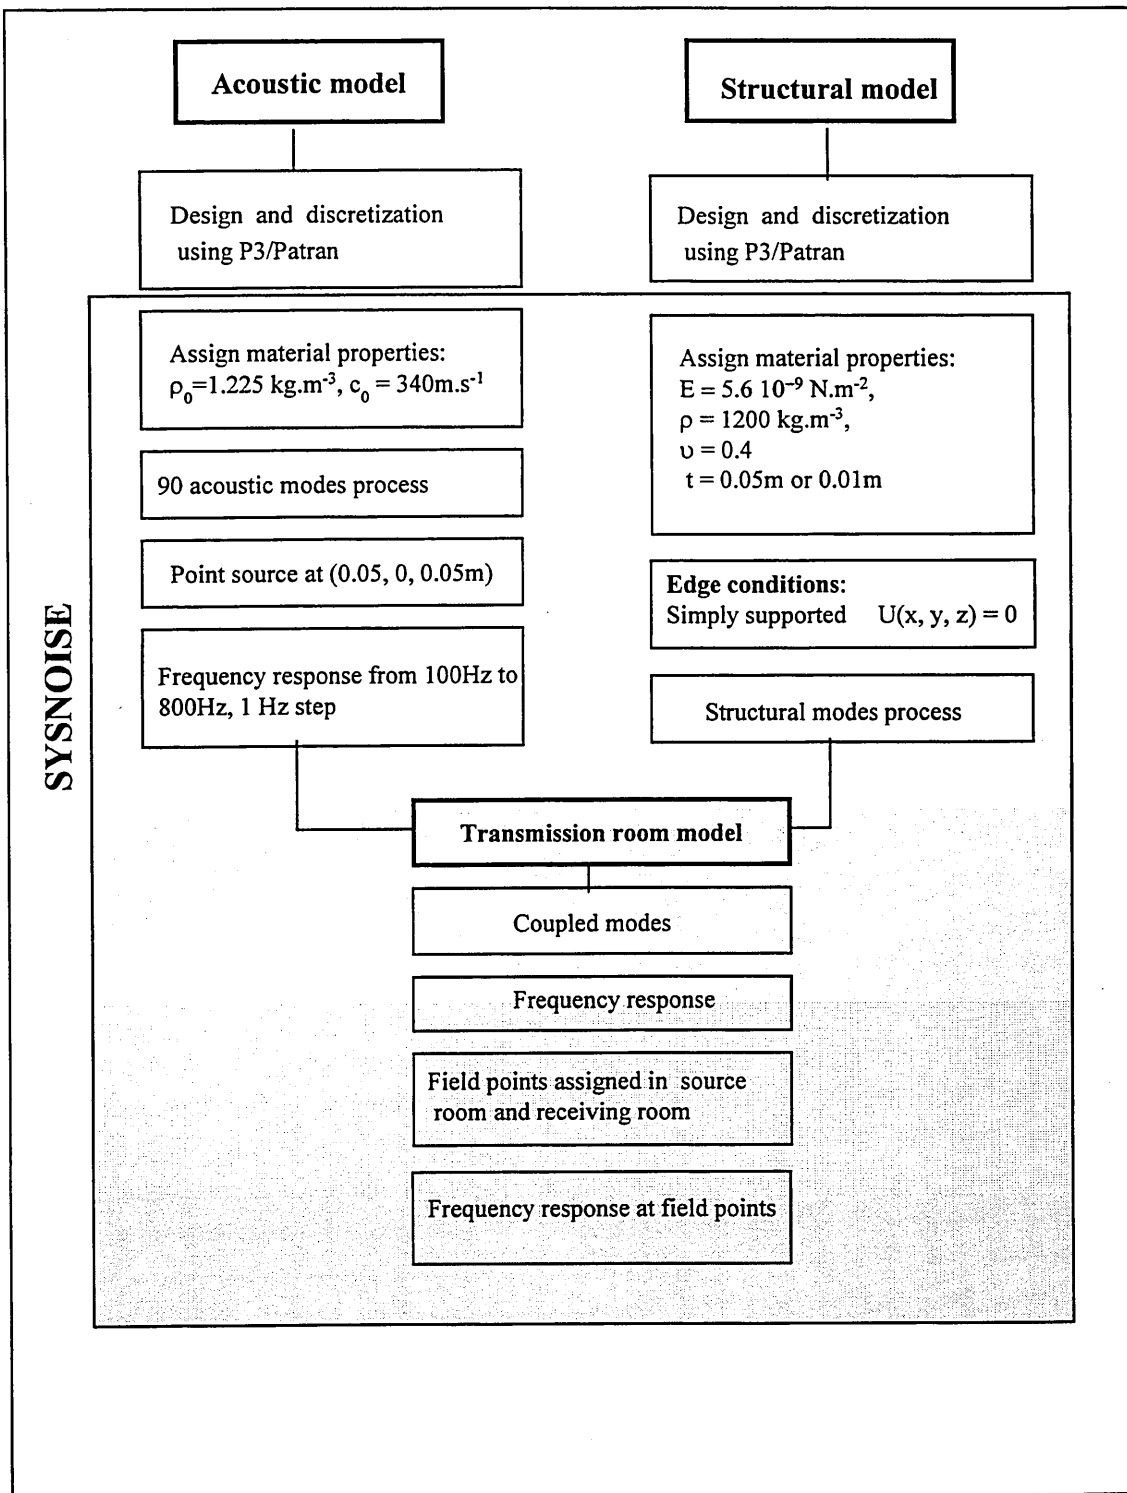 Acoustic model
Design and discretization
using P3/Patran
Assign material properties:
ρ₀=1.225 kg.m⁻³, c₀ = 340m.s⁻¹
90 acoustic modes process
Point source at (0.05, 0, 0.05m)
Frequency response from 100Hz to
800Hz, 1 Hz step
Structural model
Design and discretization
using P3/Patran
Assign material properties:
E = 5.6 10⁻⁹ N.m⁻²,
ρ = 1200 kg.m⁻³,
υ = 0.4
t = 0.05m or 0.01m
Edge conditions:
Simply supported U(x, y, z) = 0
Structural modes process
SYSNOISE
Transmission room model
Coupled modes
Frequency response
Field points assigned in source
room and receiving room
Frequency response at field points